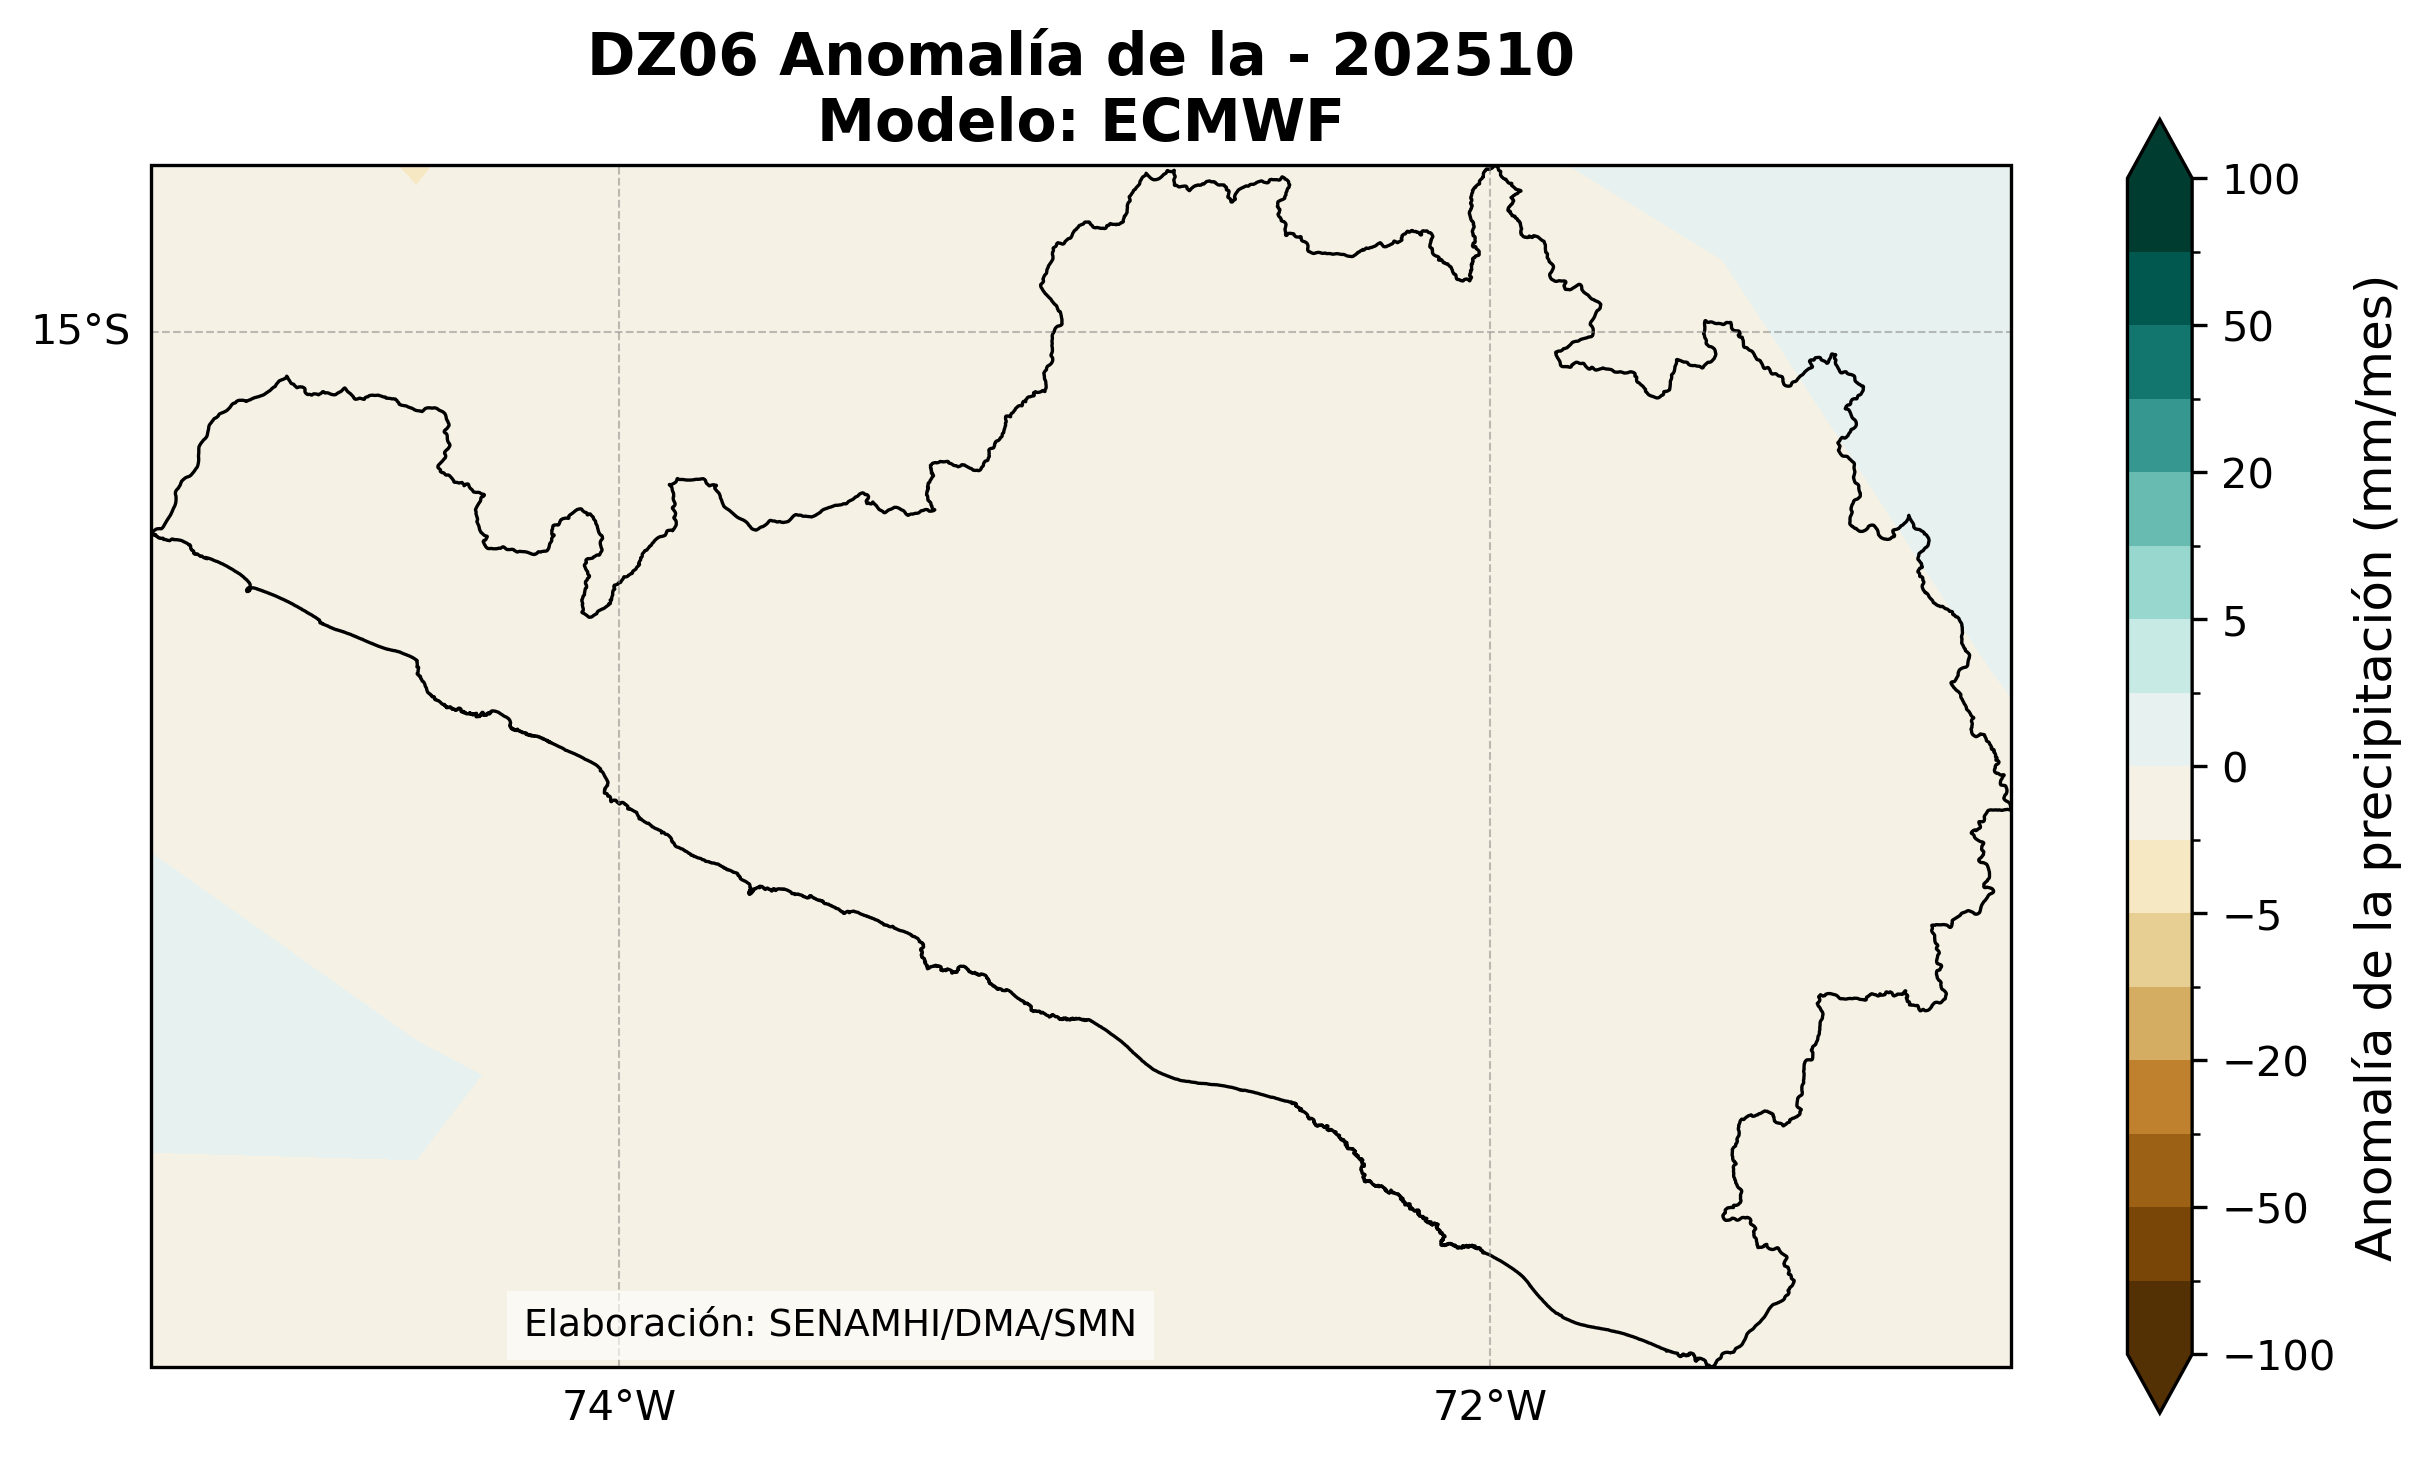 DZ06 Anomalía de la - 202510
Modelo: ECMWF
15°S
74°W
72°W
Elaboración: SENAMHI/DMA/SMN
100
50
20
5
0
−5
−20
−50
−100
Anomalía de la precipitación (mm/mes)